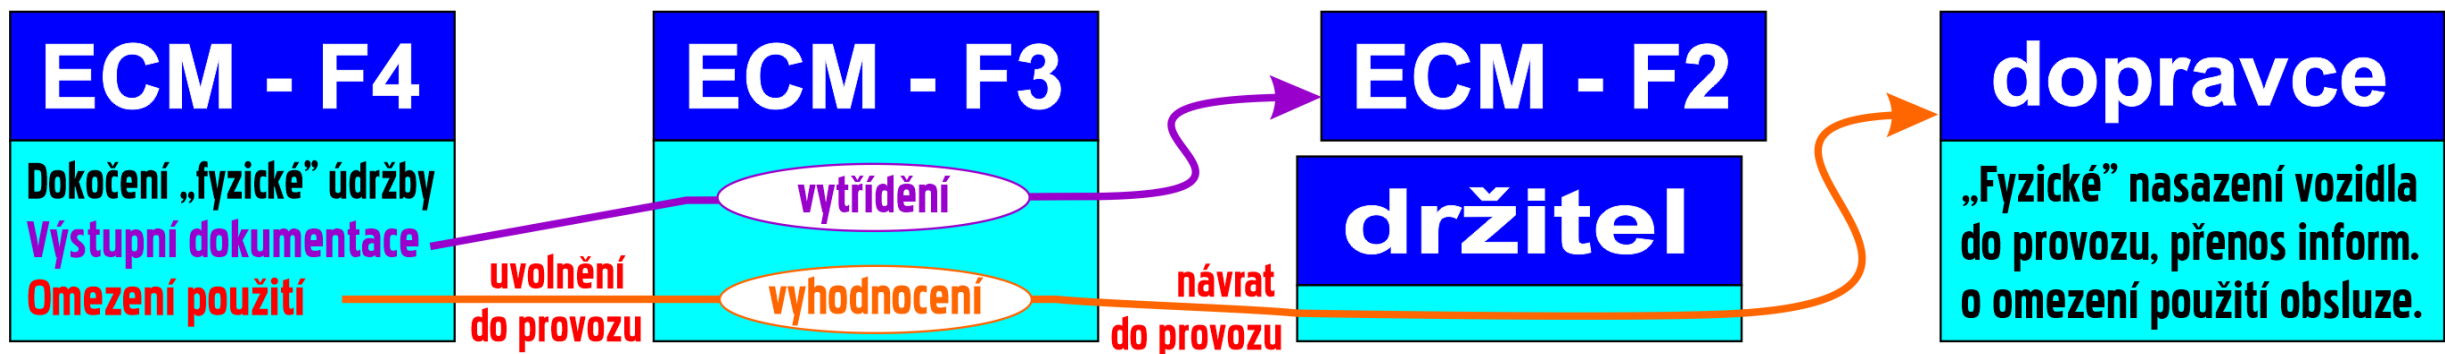 ECM - F4
Dokočení „fyzické” údržby
Výstupní dokumentace
Omezení použití
uvolnění
do provozu
ECM - F3
vytřídění
vyhodnocení
návrat
do provozu
ECM - F2
držitel
dopravce
„Fyzické” nasazení vozidla
do provozu, přenos inform.
o omezení použití obsluze.